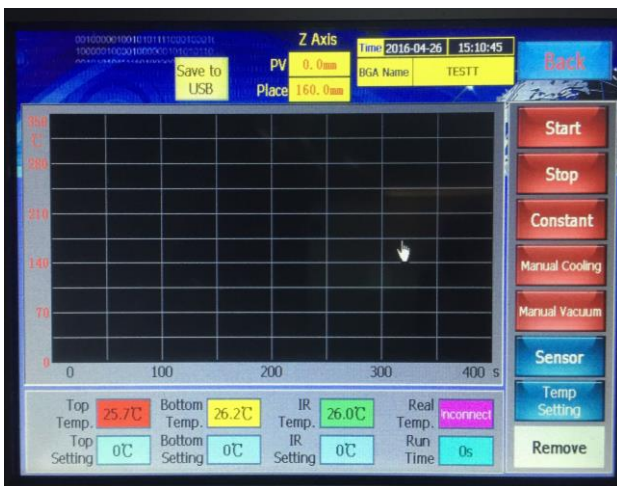 Z Axis
PV 0.0mm
Place 160.0mm
Time 2016-04-26 15:10:45
BGA Name TESTT
Save to
USB
Back
350
℃
280
210
140
70
0
0 100 200 300 400 s
Start
Stop
Constant
Manual Cooling
Manual Vacuum
Sensor
Temp
Setting
Remove
Top
Temp. 25.7℃
Bottom
Temp. 26.2℃
IR
Temp. 26.0℃
Real
Temp. Inconnect
Top
Setting 0℃
Bottom
Setting 0℃
IR
Setting 0℃
Run
Time 0s